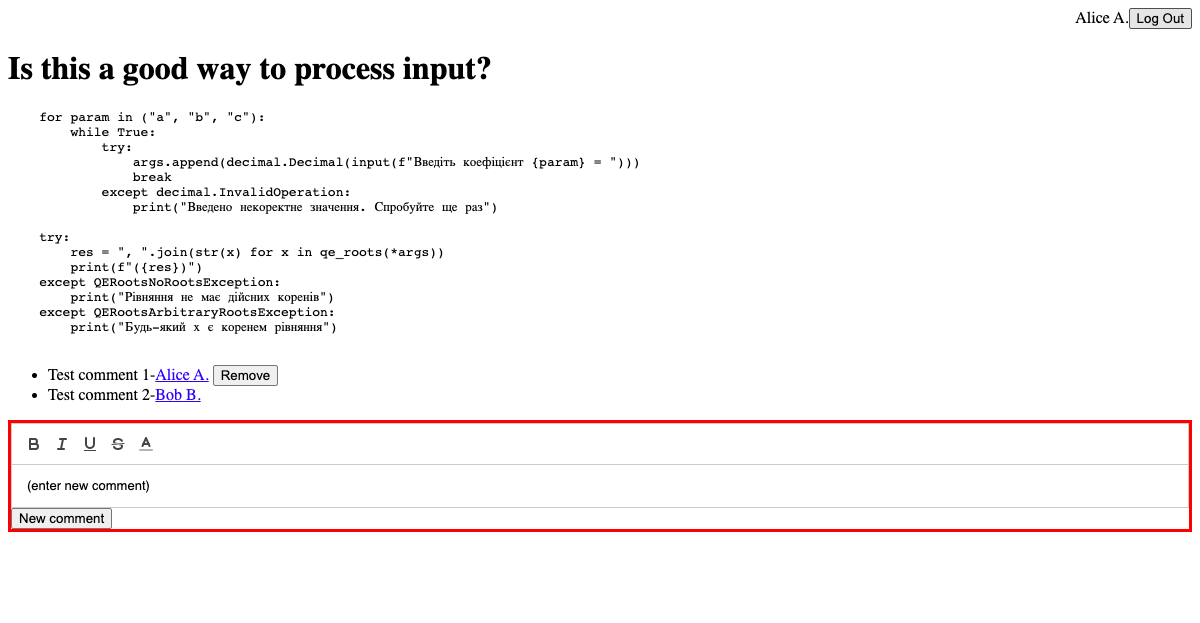 Alice A. Log Out
Is this a good way to process input?
for param in ("a", "b", "c"):
    while True:
        try:
            args.append(decimal.Decimal(input(f"Введіть коефіцієнт {param} = ")))
            break
        except decimal.InvalidOperation:
            print("Введено некоректне значення. Спробуйте ще раз")
try:
    res = ", ".join(str(x) for x in qe_roots(*args))
    print(f"({res})")
except QERootsNoRootsException:
    print("Рівняння не має дійсних коренів")
except QERootsArbitraryRootsException:
    print("Будь-який x є коренем рівняння")
• Test comment 1-Alice A. Remove
• Test comment 2-Bob B.
B I U S A
(enter new comment)
New comment